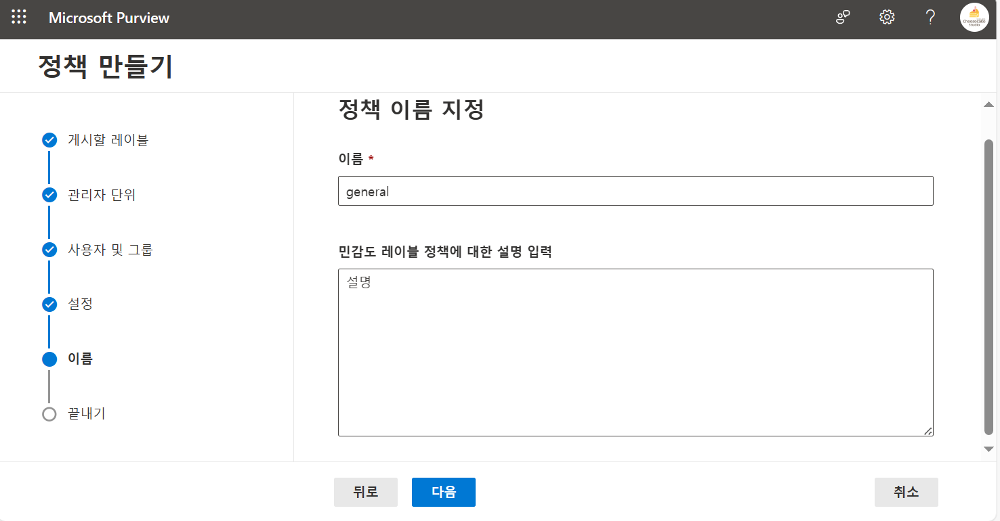 Microsoft Purview
Cheesecake
Studio
정책 만들기
게시할 레이블
관리자 단위
사용자 및 그룹
설정
이름
끝내기
정책 이름 지정
이름 *
general
민감도 레이블 정책에 대한 설명 입력
설명
뒤로
다음
취소